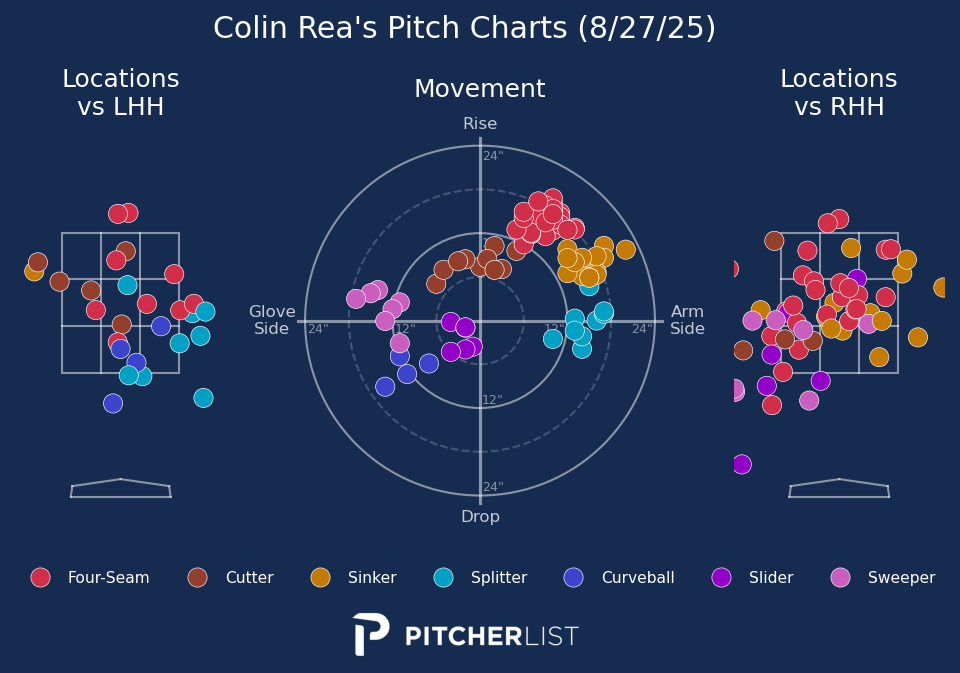 Colin Rea's Pitch Charts (8/27/25)
Locations
vs LHH
Movement
Locations
vs RHH
Rise
24"
Glove
Side
24"
12"
12"
24"
Arm
Side
12"
24"
Drop
Four-Seam
Cutter
Sinker
Splitter
Curveball
Slider
Sweeper
PITCHERLIST